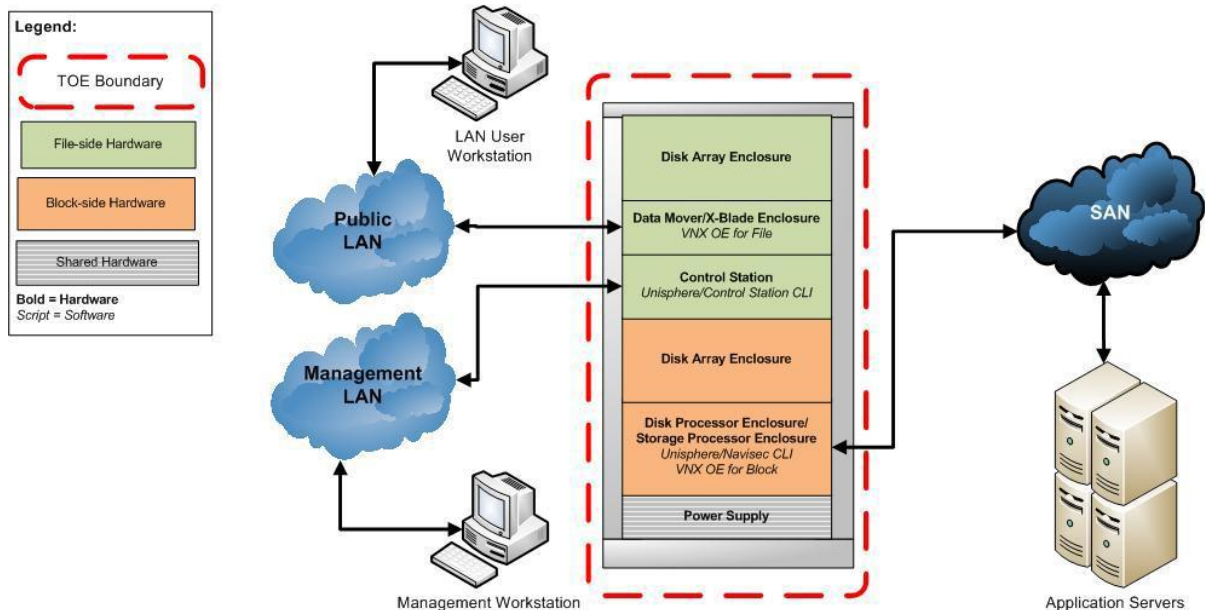 Legend:
TOE Boundary
File-side Hardware
Block-side Hardware
Shared Hardware
Bold = Hardware
Script = Software
LAN User
Workstation
Public
LAN
Management
LAN
Management Workstation
Disk Array Enclosure
Data Mover/X-Blade Enclosure
VNX OE for File
Control Station
Unisphere/Control Station CLI
Disk Array Enclosure
Disk Processor Enclosure/
Storage Processor Enclosure
Unisphere/Navisec CLI
VNX OE for Block
Power Supply
SAN
Application Servers